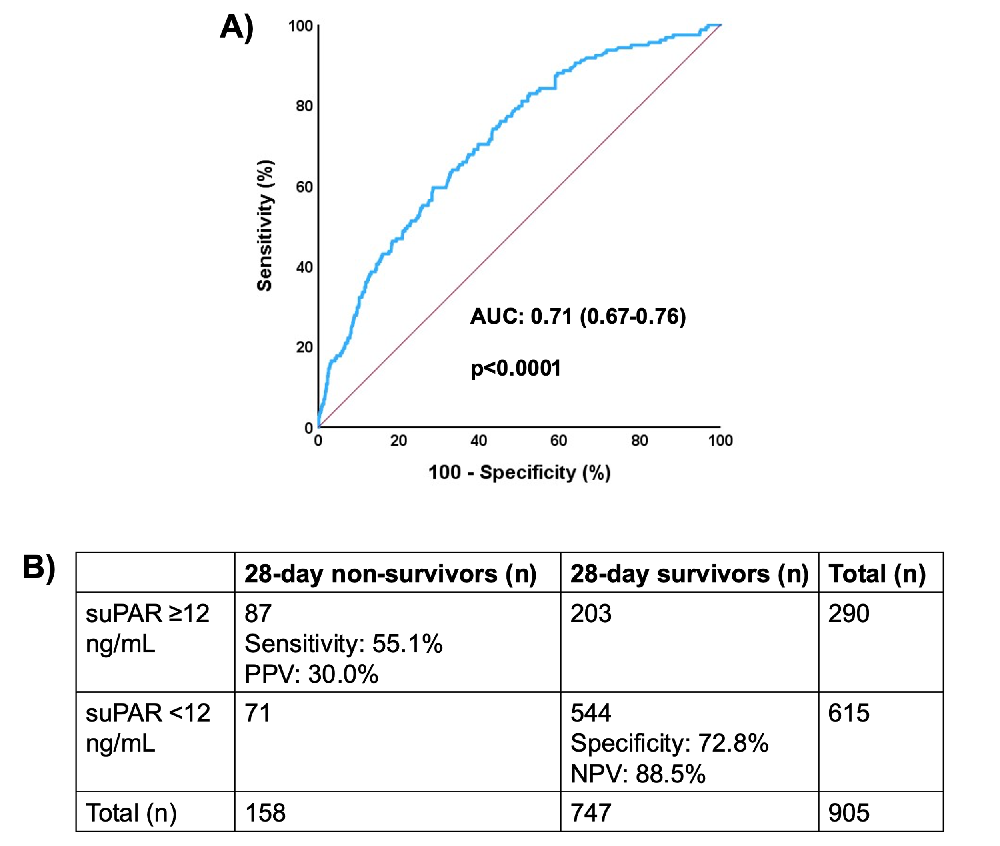 A)
100
80
60
40
20
0
Sensitivity (%)
AUC: 0.71 (0.67-0.76)
p<0.0001
0 20 40 60 80 100
100 - Specificity (%)
B)
28-day non-survivors (n) 28-day survivors (n) Total (n)
suPAR ≥12 87 203 290
ng/mL Sensitivity: 55.1%
PPV: 30.0%
suPAR <12 71 544 615
ng/mL Specificity: 72.8%
NPV: 88.5%
Total (n) 158 747 905